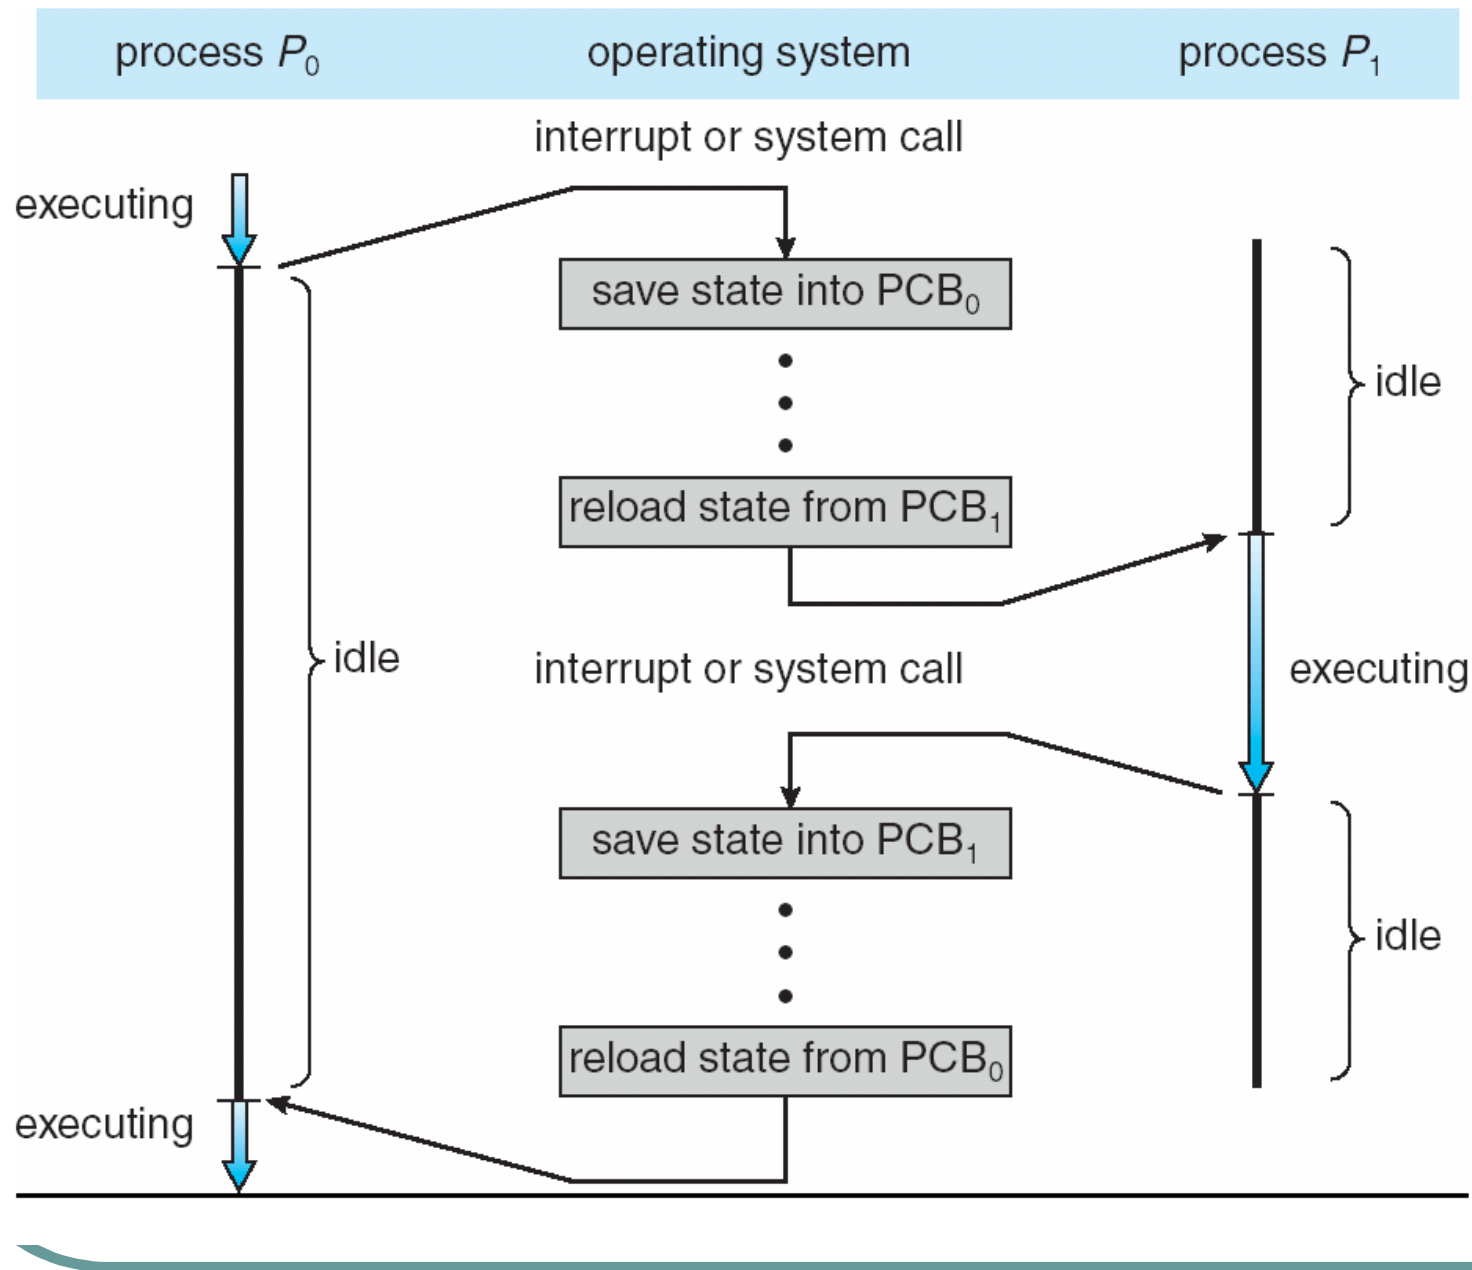 process P₀ operating system process P₁
interrupt or system call
executing
save state into PCB₀
idle
reload state from PCB₁
idle
interrupt or system call
executing
save state into PCB₁
idle
reload state from PCB₀
executing